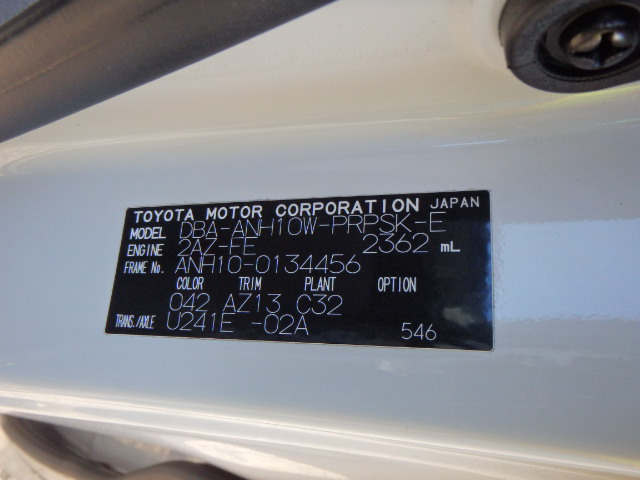 TOYOTA MOTOR CORPORATION JAPAN
MODEL DBA-ANH10W-PRPSK-E
ENGINE 2AZ-FE 2362 mL
FRAME No. ANH10-0134456
COLOR TRIM PLANT OPTION
042 AZ13 C32
TRANS./AXLE U241E -02A 546